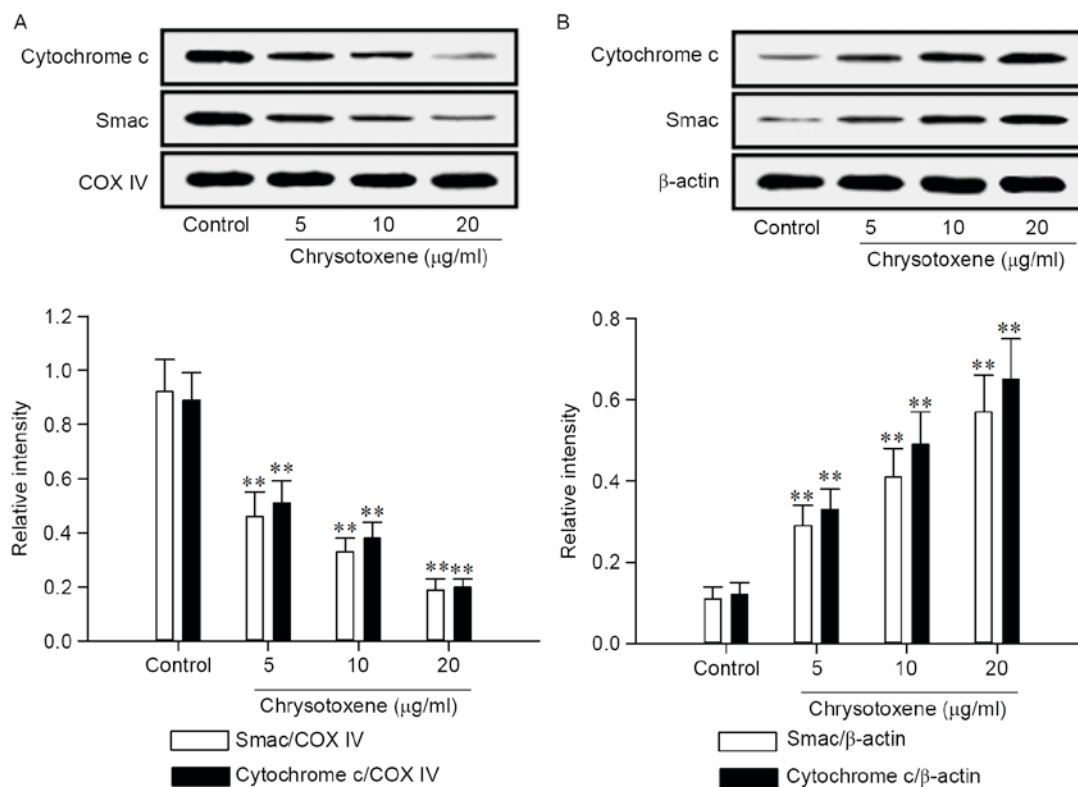 A
Cytochrome c
Smac
COX IV
Control 5 10 20
Chrysotoxene (μg/ml)
1.2
1.0
0.8
0.6
0.4
0.2
0.0
Relative intensity
** **
** **
** **
Control 5 10 20
Chrysotoxene (μg/ml)
Smac/COX IV
Cytochrome c/COX IV
B
Cytochrome c
Smac
β-actin
Control 5 10 20
Chrysotoxene (μg/ml)
0.8
0.6
0.4
0.2
0.0
Relative intensity
** **
** **
** **
Control 5 10 20
Chrysotoxene (μg/ml)
Smac/β-actin
Cytochrome c/β-actin